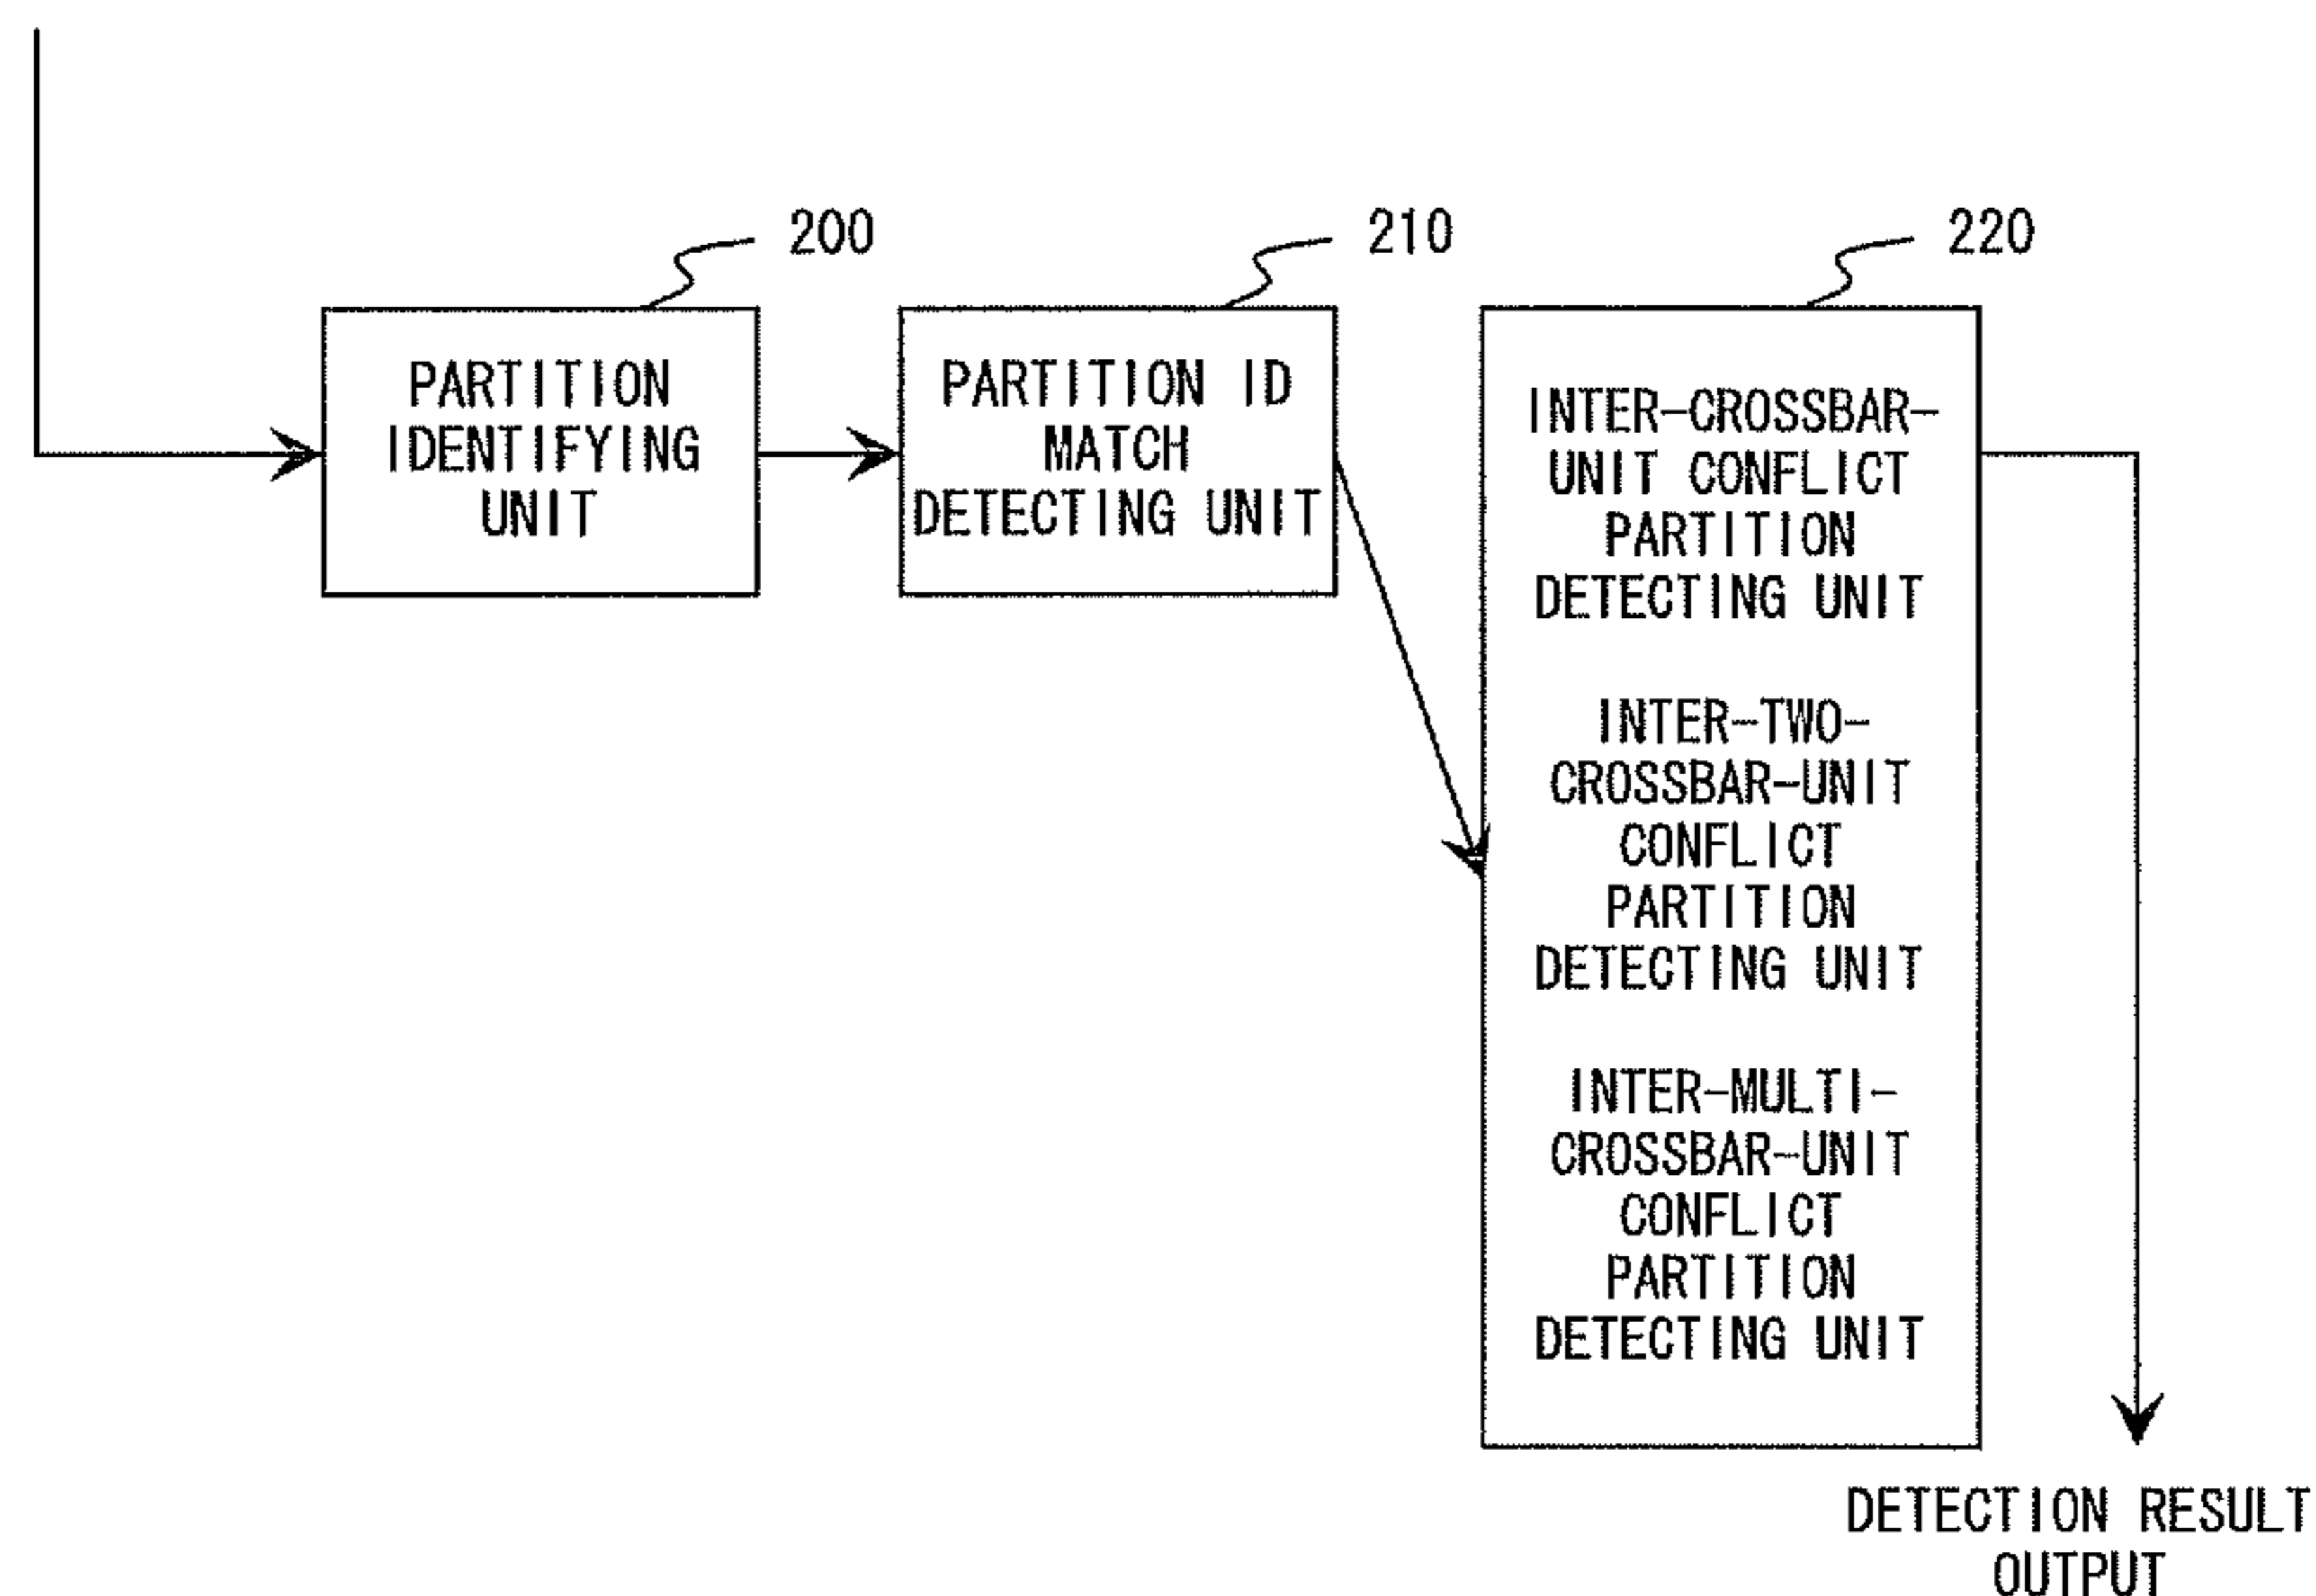 200
210
220
PARTITION
IDENTIFYING
UNIT
PARTITION ID
MATCH
DETECTING UNIT
INTER-CROSSBAR-
UNIT CONFLICT
PARTITION
DETECTING UNIT
INTER-TWO-
CROSSBAR-UNIT
CONFLICT
PARTITION
DETECTING UNIT
INTER-MULTI-
CROSSBAR-UNIT
CONFLICT
PARTITION
DETECTING UNIT
DETECTION RESULT
OUTPUT